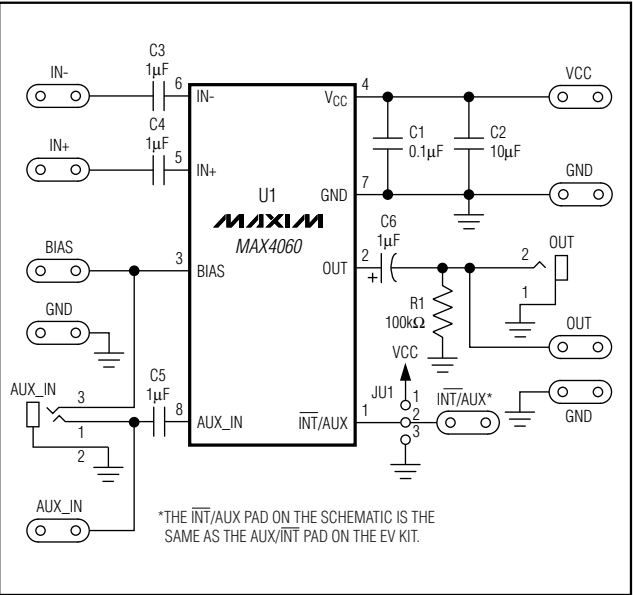 C3
1µF
IN-
6
IN-
C4
1µF
IN+
5
IN+
BIAS
3
BIAS
GND
AUX_IN
3
1
2
C5
1µF
8
AUX_IN
AUX_IN
U1
MAXIM
MAX4060
VCC
4
VCC
C1
0.1µF
C2
10µF
GND
7
GND
C6
1µF
OUT
2
+
R1
100kΩ
OUT
2
1
OUT
GND
VCC
JU1
1
2
3
INT/AUX
1
INT/AUX*
*THE INT/AUX PAD ON THE SCHEMATIC IS THE
SAME AS THE AUX/INT PAD ON THE EV KIT.